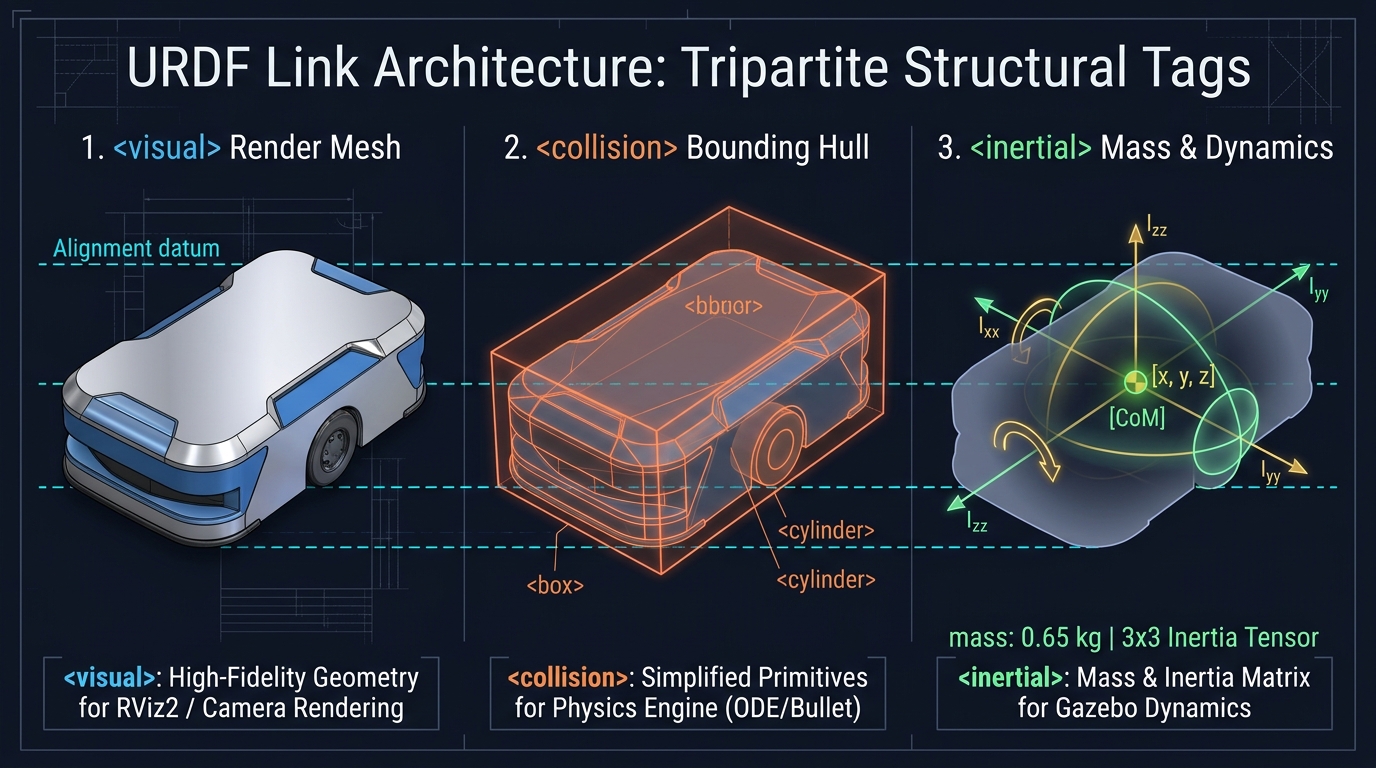 URDF Link Architecture: Tripartite Structural Tags
1. <visual> Render Mesh
2. <collision> Bounding Hull
3. <inertial> Mass & Dynamics
Alignment datum
<bbnor>
<cylinder>
<cylinder>
<box>
Izz
Iyy
Ixx
[x, y, z]
[CoM]
Iyy
Izz
mass: 0.65 kg | 3x3 Inertia Tensor
<visual>: High-Fidelity Geometry
for RViz2 / Camera Rendering
<collision>: Simplified Primitives
for Physics Engine (ODE/Bullet)
<inertial>: Mass & Inertia Matrix
for Gazebo Dynamics